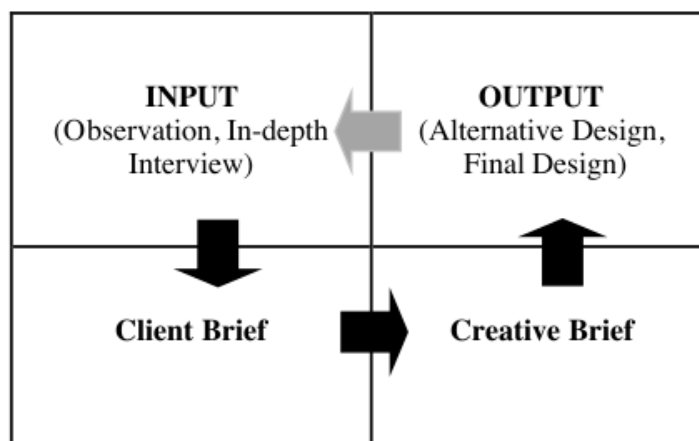 INPUT
(Observation, In-depth
Interview)
OUTPUT
(Alternative Design,
Final Design)
Client Brief
Creative Brief